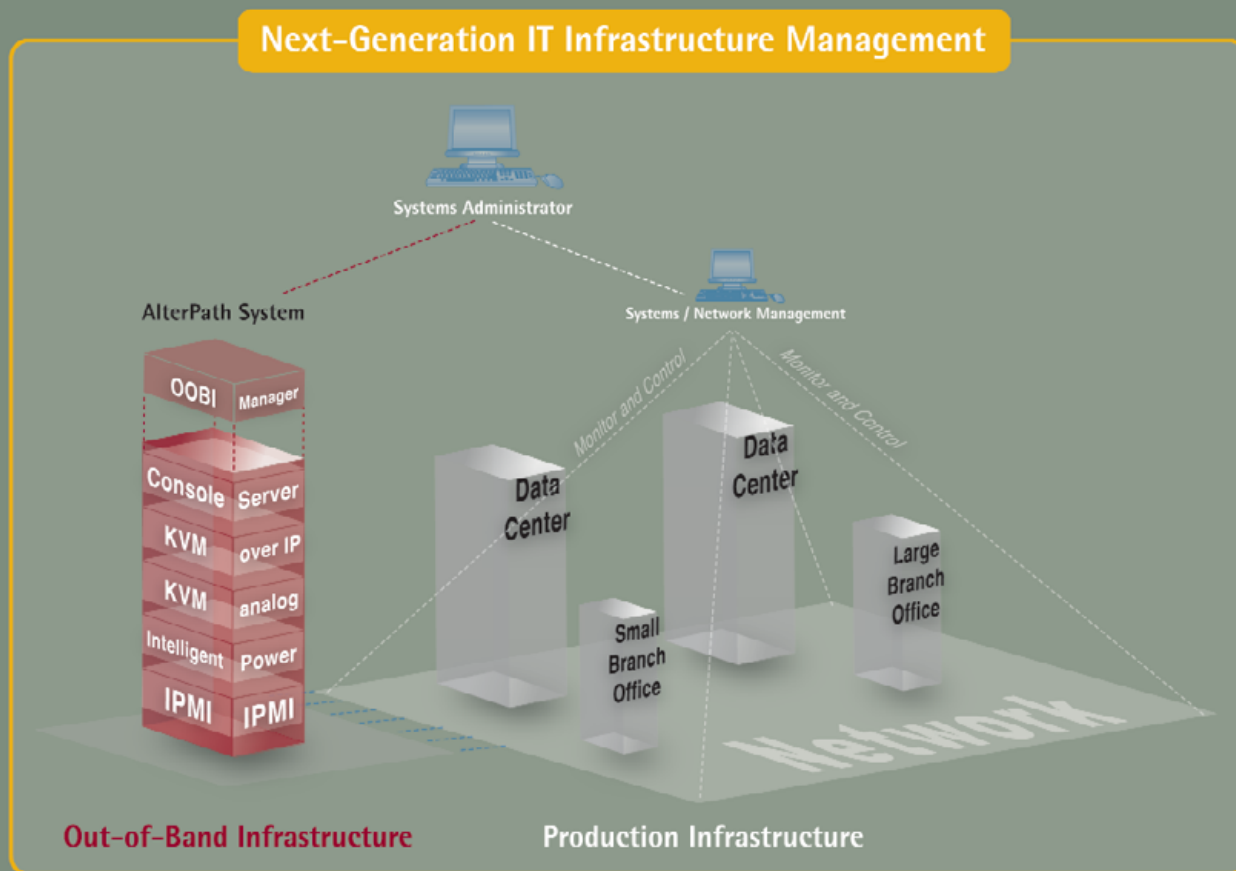 Next-Generation IT Infrastructure Management
Systems Administrator
AlterPath System
Systems / Network Management
OOBI Manager
Console Server
KVM over IP
KVM analog
Intelligent Power
IPMI IPMI
Monitor and Control
Monitor and Control
Data
Center
Data
Center
Small
Branch
Office
Large
Branch
Office
Network
Out-of-Band Infrastructure
Production Infrastructure